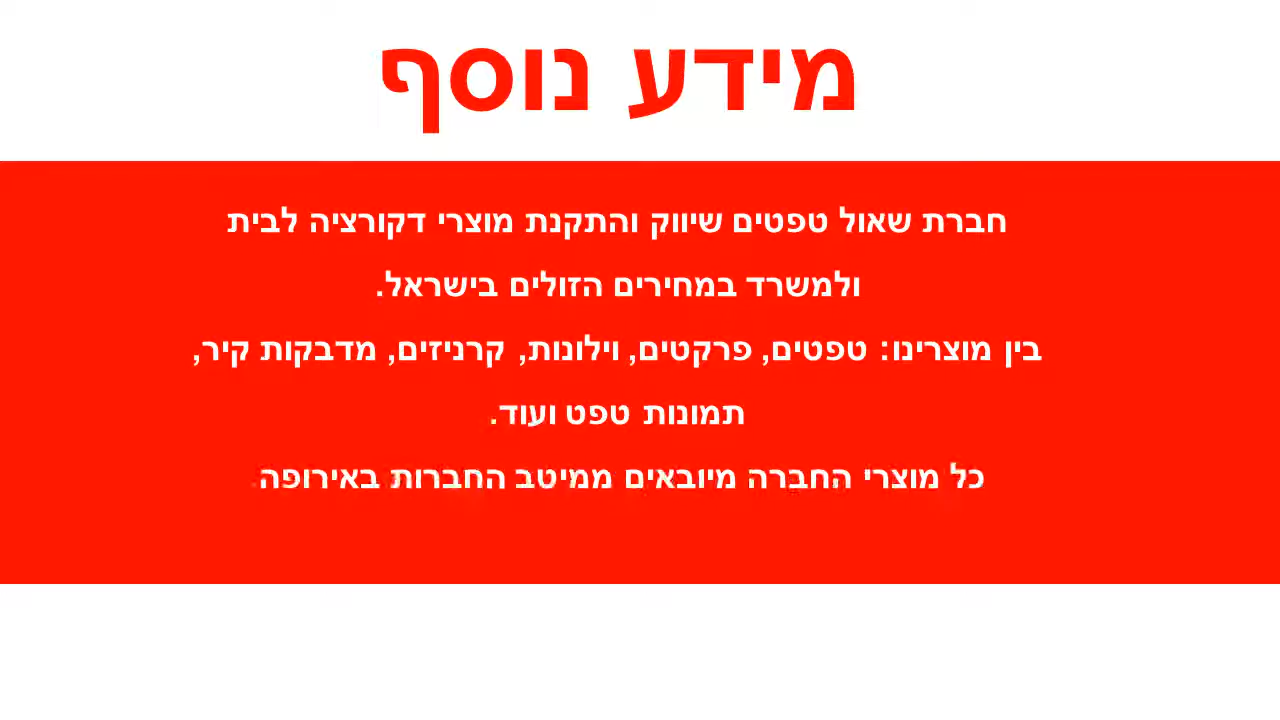 מידע נוסף
חברת שאול טפטים שיווק והתקנת מוצרי דקורציה לבית
ולמשרד במחירים הזולים בישראל.
בין מוצרינו: טפטים, פרקטים, וילונות, קרניזים, מדבקות קיר,
תמונות טפט ועוד.
כל מוצרי החברה מיובאים ממיטב החברות באירופה